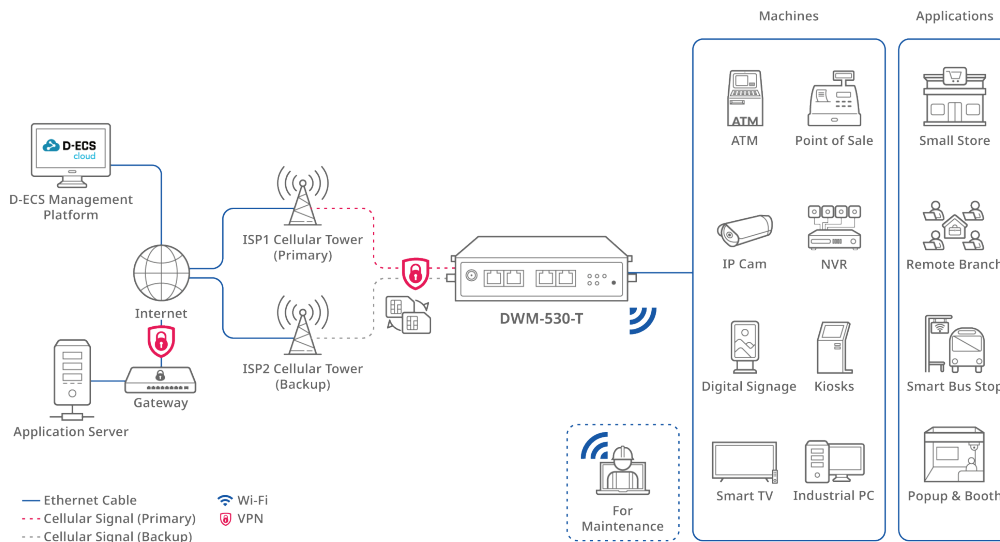 Machines
Applications
ATM
ATM
Point of Sale
Small Store
D-ECS
cloud
D-ECS Management
Platform
ISP1 Cellular Tower
(Primary)
IP Cam
NVR
Remote Branch
Internet
DWM-530-T
ISP2 Cellular Tower
(Backup)
Digital Signage
Kiosks
Smart Bus Stop
Gateway
Application Server
Smart TV
Industrial PC
Popup & Booth
For
Maintenance
Ethernet Cable
Wi-Fi
Cellular Signal (Primary)
VPN
Cellular Signal (Backup)